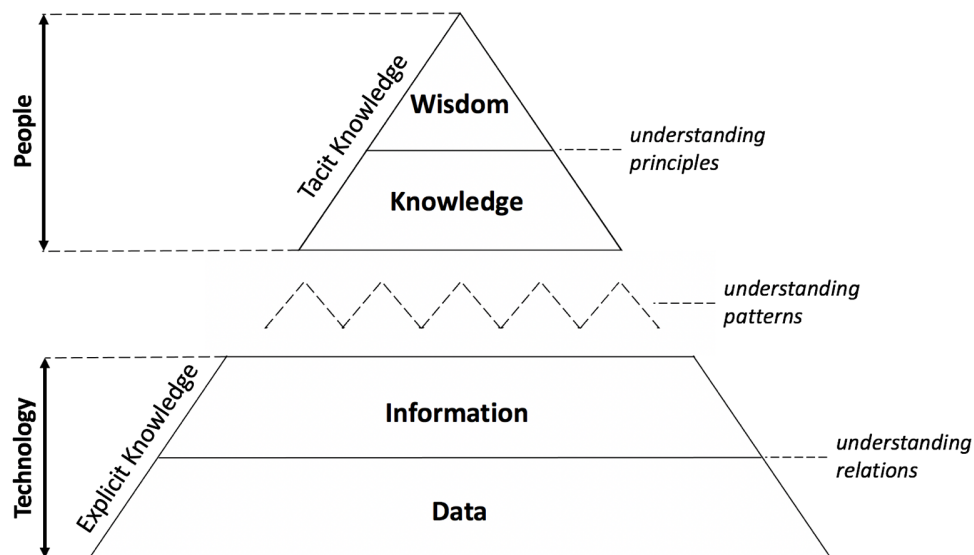 People
Tacit Knowledge
Wisdom
understanding
principles
Knowledge
understanding
patterns
Technology
Explicit Knowledge
Information
understanding
relations
Data